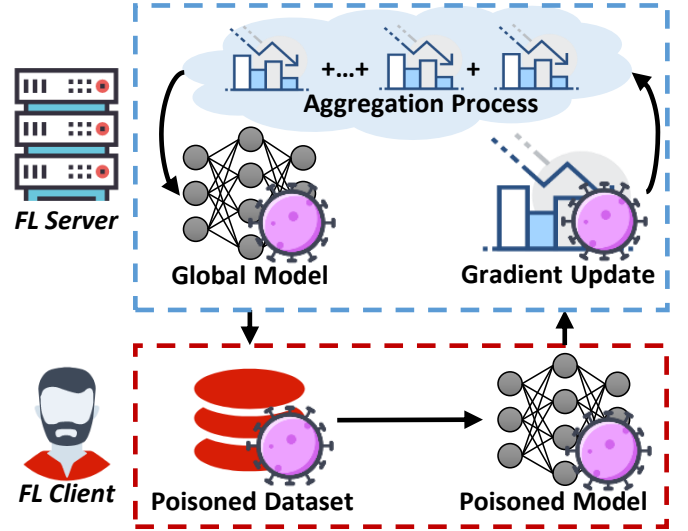 +...+ +
Aggregation Process
FL Server
Global Model
Gradient Update
FL Client
Poisoned Dataset
Poisoned Model